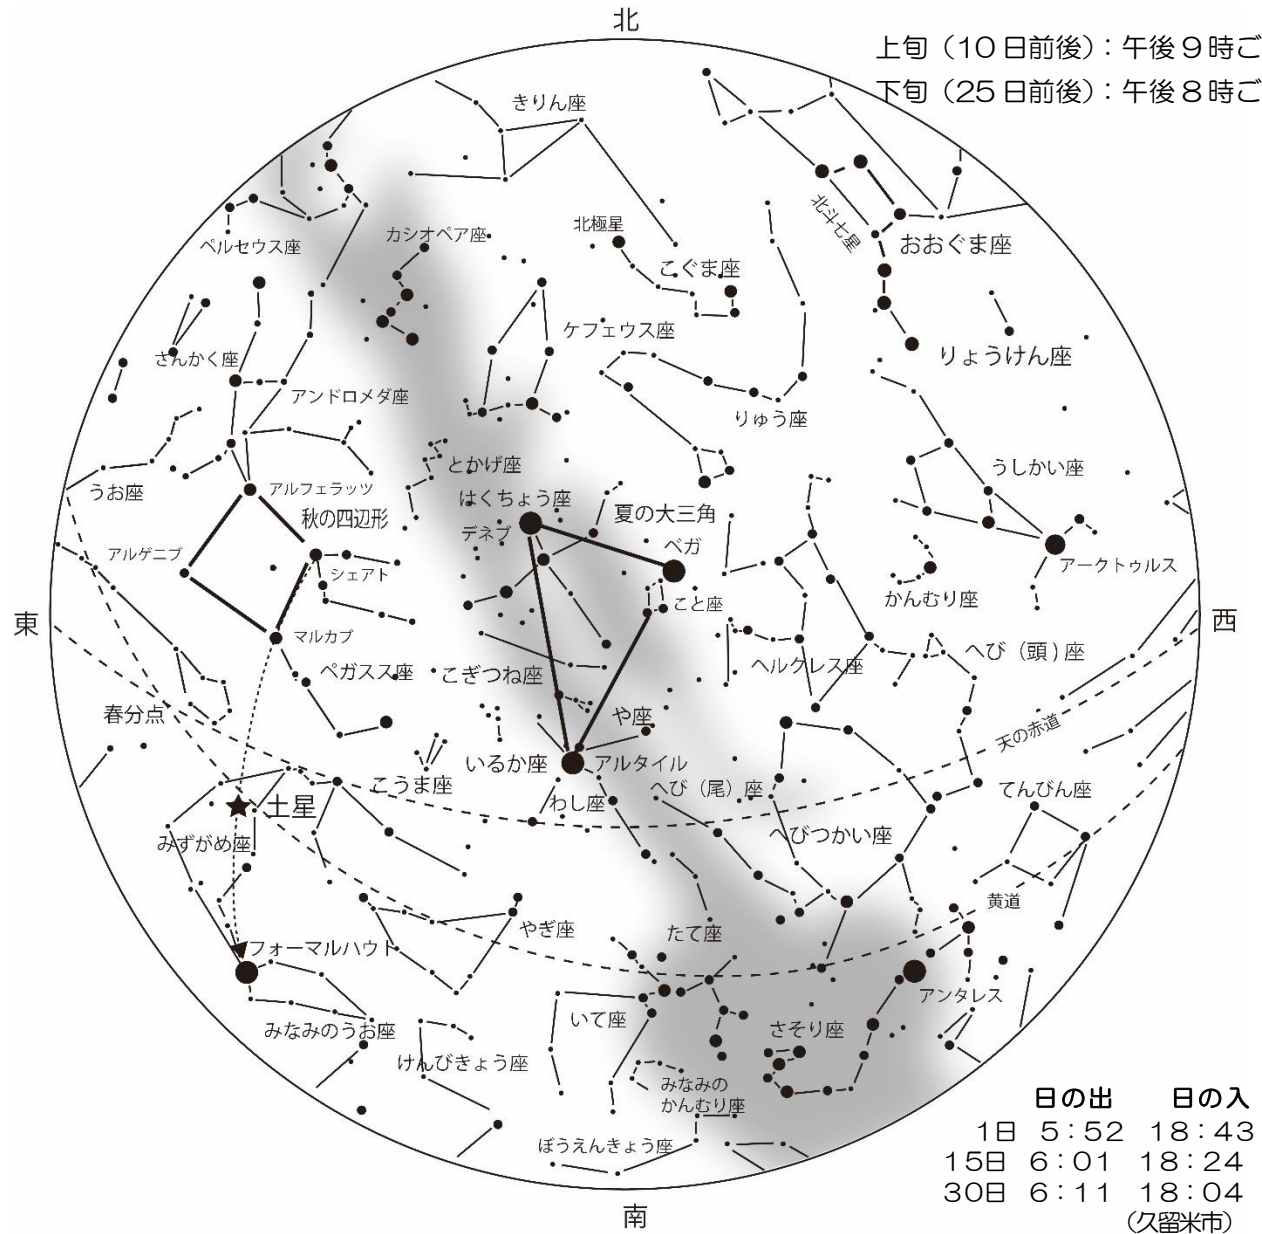 北
上旬（10日前後）：午後9時ご
下旬（25日前後）：午後8時ご
きりん座
北斗七星
おおぐま座
ペルセウス座
カシオペア座
北極星
こぐま座
ケフェウス座
りょうけん座
さんかく座
アンドロメダ座
りゅう座
とかげ座
うしかい座
うお座
アルフェラッツ
はくちょう座
秋の四辺形
夏の大三角
デネブ
ベガ
アルゲニブ
シェアト
アークトゥルス
かんむり座
こと座
東
西
マルカブ
ペガスス座
こぎつね座
ヘルクレス座
へび（頭）座
春分点
や座
天の赤道
いるか座
アルタイル
こうま座
わし座
へび（尾）座
てんびん座
土星
みずがめ座
へびつかい座
黄道
やぎ座
たて座
フォーマルハウト
アンタレス
みなみのうお座
いて座
さそり座
けんびきょう座
みなみの
かんむり座
ぼうえんきょう座
南
日の出 日の入
1日 5：52 18：43
15日 6：01 18：24
30日 6：11 18：04
（久留米市）